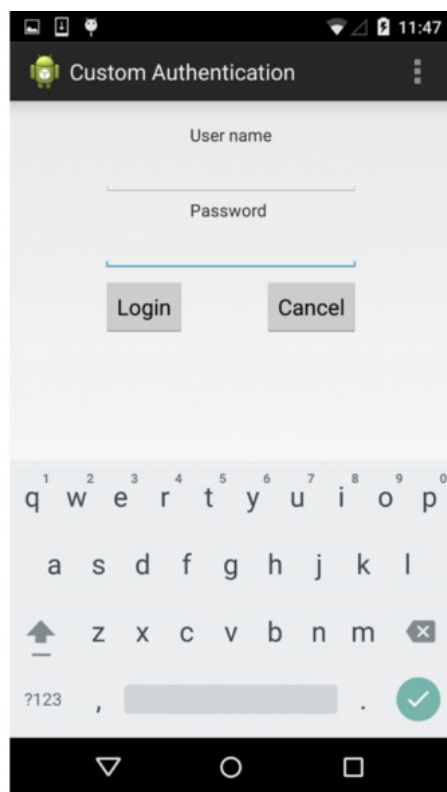 11:47
Custom Authentication
User name
Password
Login Cancel
1 2 3 4 5 6 7 8 9 0
q w e r t y u i o p
a s d f g h j k l
z x c v b n m
?123 , .